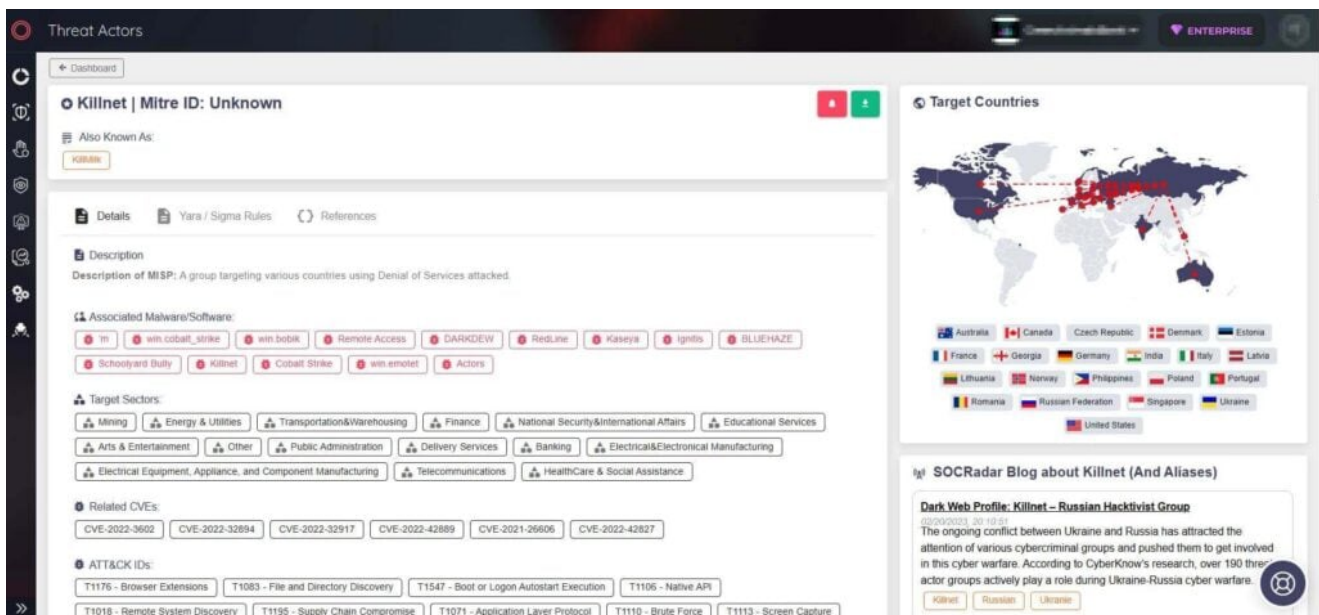 Threat Actors
ENTERPRISE
← Dashboard
Killnet | Mitre ID: Unknown
Also Known As:
KillMilk
Details Yara / Sigma Rules References
Description
Description of MISP: A group targeting various countries using Denial of Services attacked.
Associated Malware/Software:
'm win.cobalt_strike win.bobik Remote Access DARKDEW RedLine Kaseya Ignitis BLUEHAZE
Schoolyard Bully Killnet Cobalt Strike win.emotet Actors
Target Sectors:
Mining Energy & Utilities Transportation&Warehousing Finance National Security&International Affairs Educational Services
Arts & Entertainment Other Public Administration Delivery Services Banking Electrical&Electronical Manufacturing
Electrical Equipment, Appliance, and Component Manufacturing Telecommunications HealthCare & Social Assistance
Related CVEs:
CVE-2022-3602 CVE-2022-32894 CVE-2022-32917 CVE-2022-42889 CVE-2021-26606 CVE-2022-42827
ATT&CK IDs:
T1176 - Browser Extensions T1083 - File and Directory Discovery T1547 - Boot or Logon Autostart Execution T1106 - Native API
T1018 - Remote System Discovery T1195 - Supply Chain Compromise T1071 - Application Layer Protocol T1110 - Brute Force T1113 - Screen Capture
Target Countries
Australia Canada Czech Republic Denmark Estonia
France Georgia Germany India Italy Latvia
Lithuania Norway Philippines Poland Portugal
Romania Russian Federation Singapore Ukraine
United States
SOCRadar Blog about Killnet (And Aliases)
Dark Web Profile: Killnet – Russian Hacktivist Group
02/20/2023, 20:10:51
The ongoing conflict between Ukraine and Russia has attracted the
attention of various cybercriminal groups and pushed them to get involved
in this cyber warfare. According to CyberKnow's research, over 190 threat
actor groups actively play a role during Ukraine-Russia cyber warfare.
Killnet Russian Ukranie